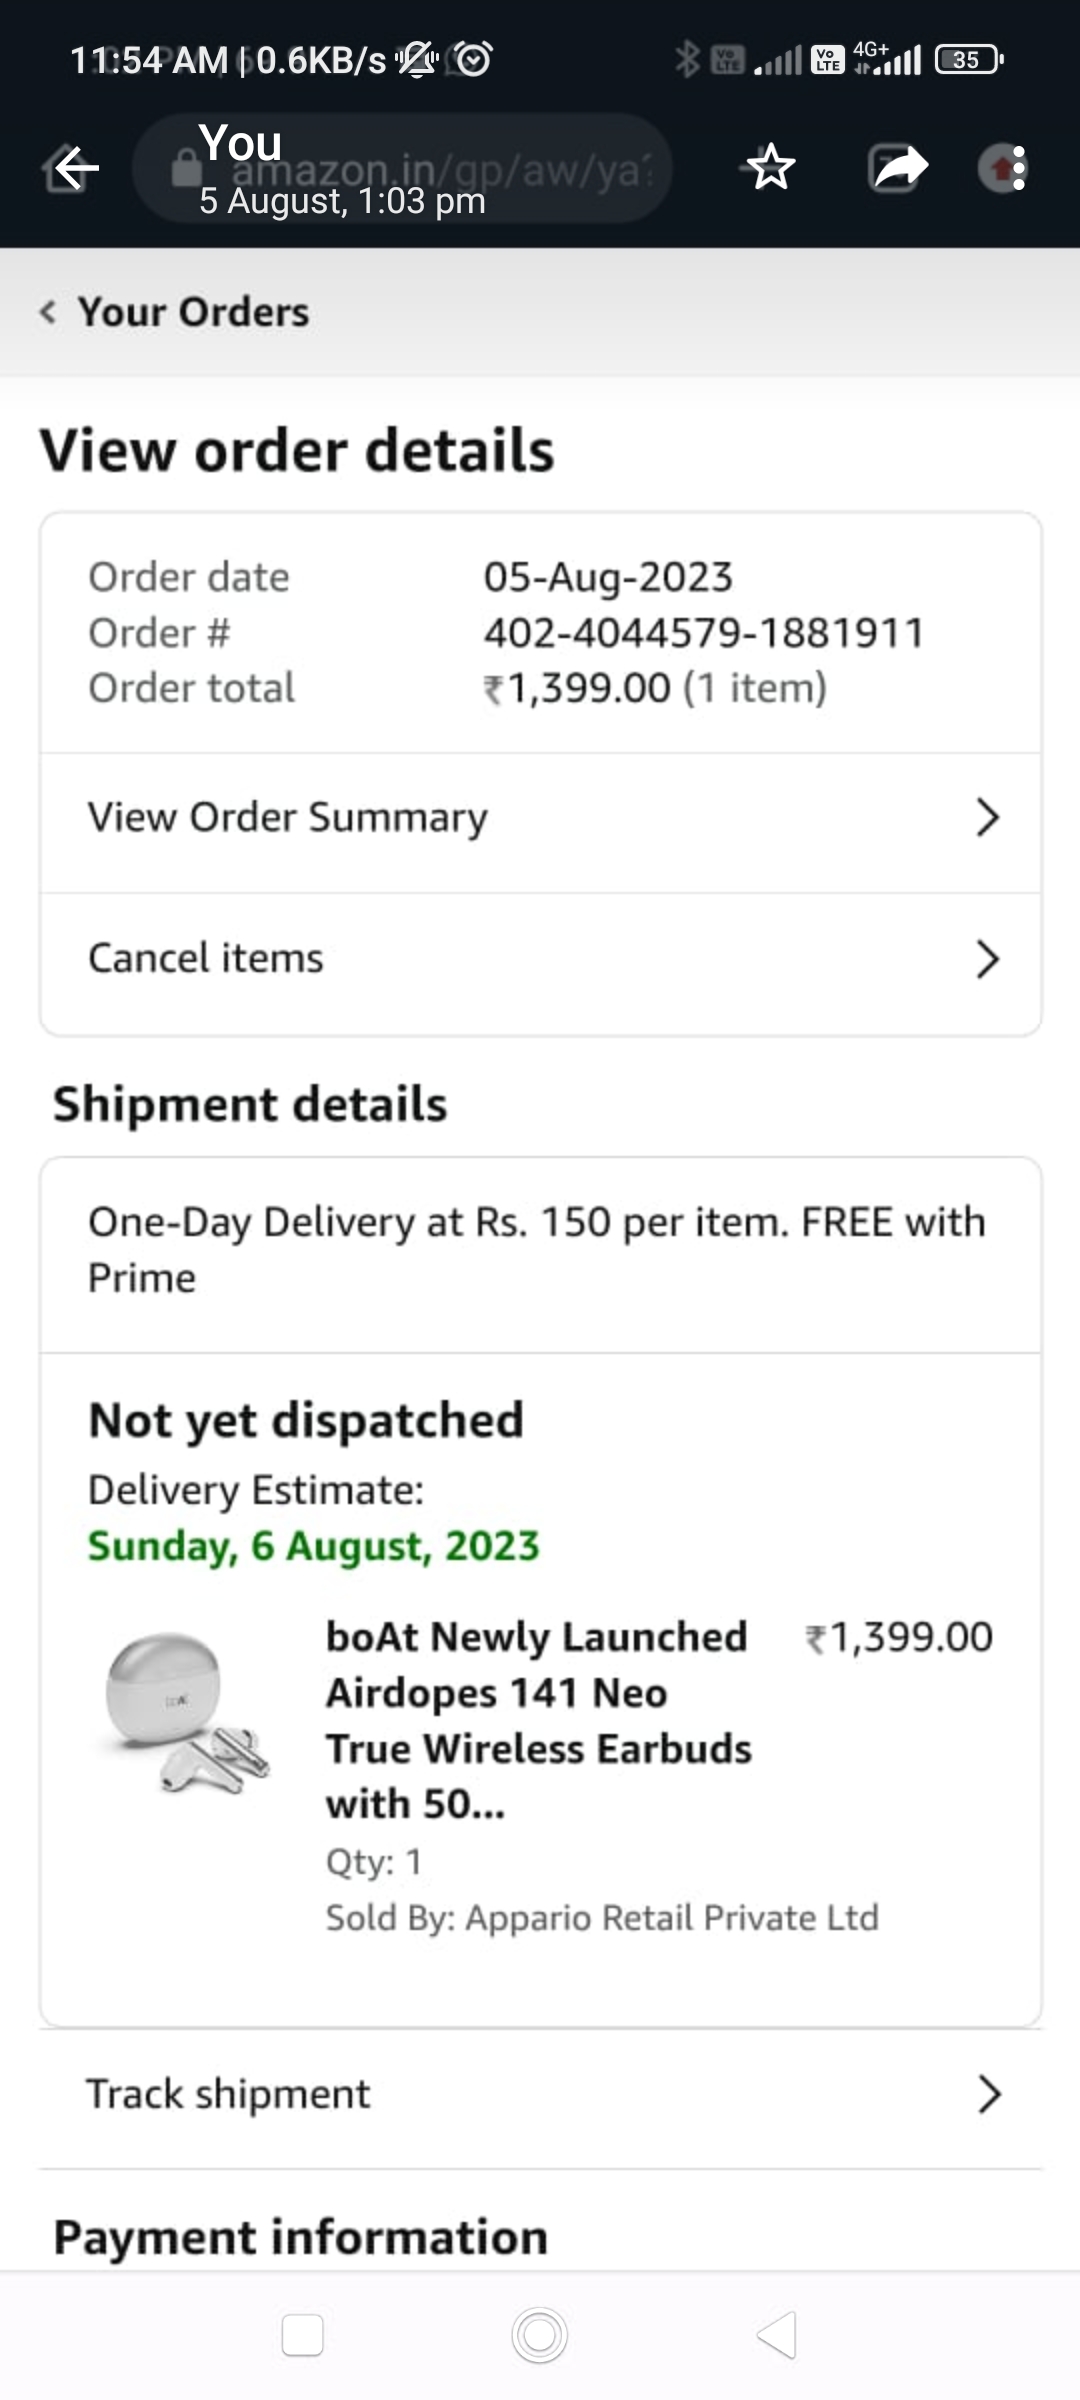 11:54 AM | 0.6KB/s
Vo LTE
4G+
35
You
amazon.in/gp/aw/ya?
5 August, 1:03 pm
Your Orders
View order details
Order date 05-Aug-2023
Order # 402-4044579-1881911
Order total ₹1,399.00 (1 item)
View Order Summary
Cancel items
Shipment details
One-Day Delivery at Rs. 150 per item. FREE with
Prime
Not yet dispatched
Delivery Estimate:
Sunday, 6 August, 2023
boAt Newly Launched ₹1,399.00
Airdopes 141 Neo
True Wireless Earbuds
with 50...
Qty: 1
Sold By: Appario Retail Private Ltd
Track shipment
Payment information